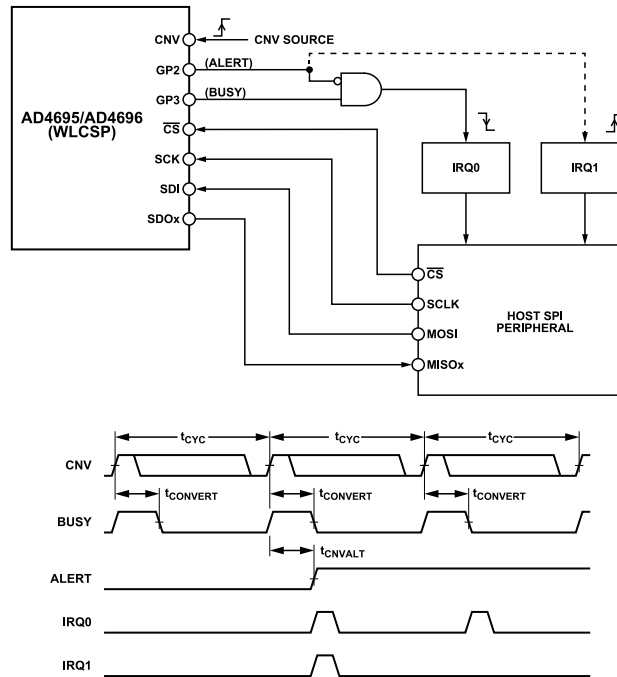 CNV
CNV SOURCE
GP2
(ALERT)
GP3
(BUSY)
AD4695/AD4696
(WLCSP)
CS
SCK
SDI
SDOx
IRQ0
IRQ1
CS
SCLK
MOSI
MISOx
HOST SPI
PERIPHERAL
tCYC
tCYC
tCYC
CNV
tCONVERT
tCONVERT
tCONVERT
BUSY
tCNVALT
ALERT
IRQ0
IRQ1